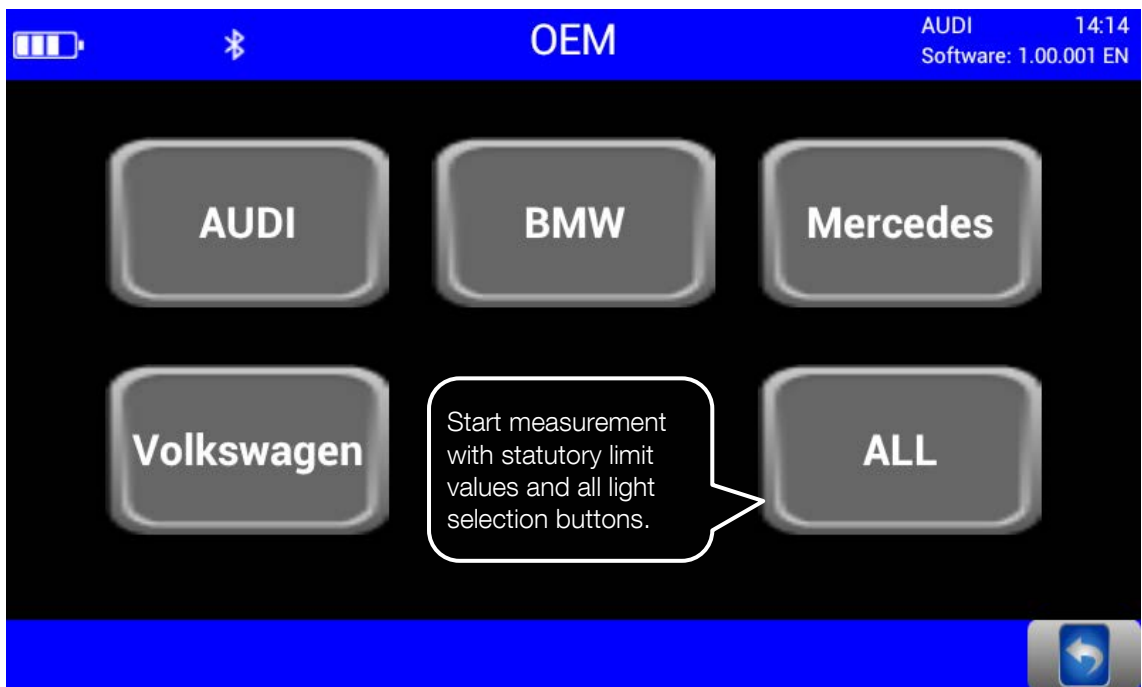 OEM
AUDI 14:14
Software: 1.00.001 EN
AUDI
BMW
Mercedes
Volkswagen
Start measurement
with statutory limit
values and all light
selection buttons.
ALL